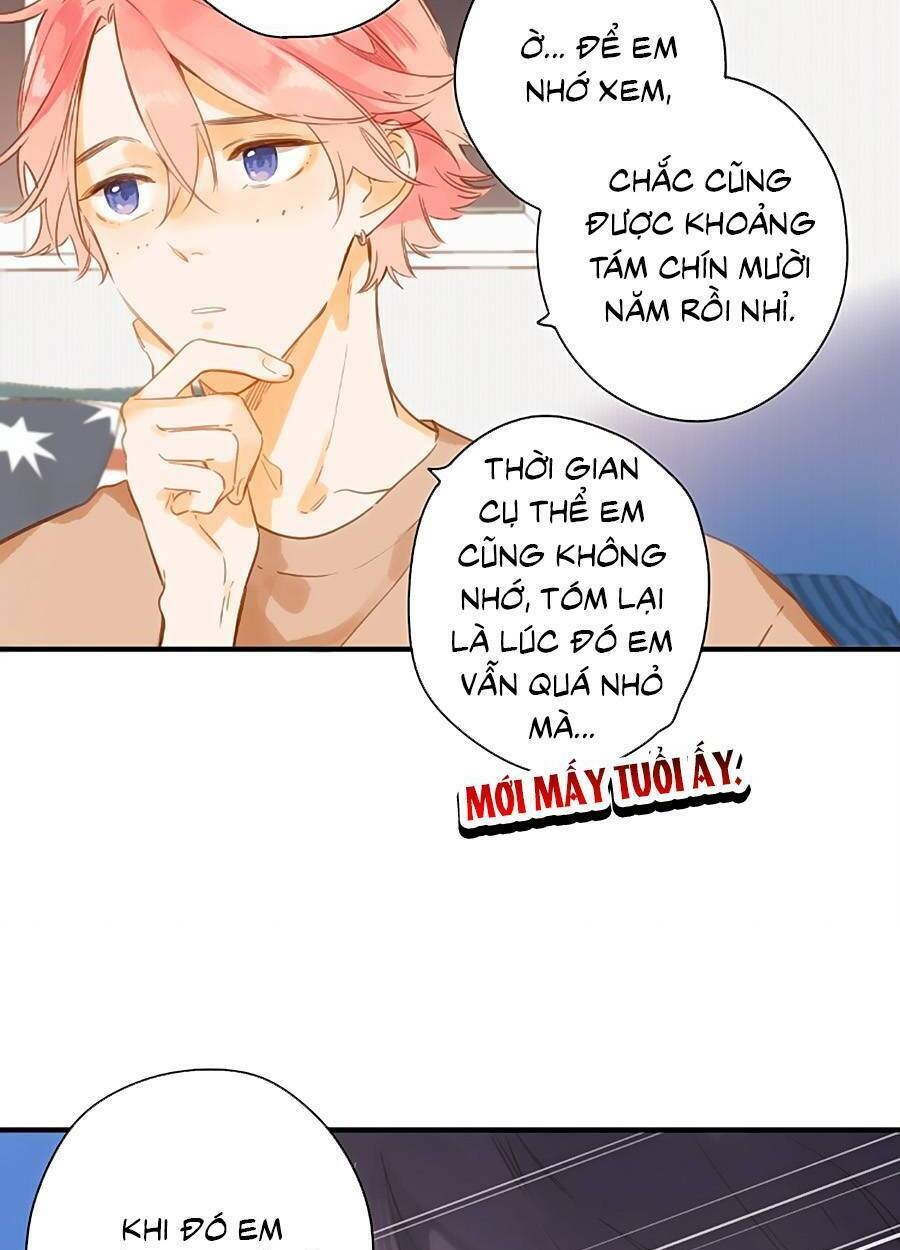 Ờ... ĐỂ EM
NHỚ XEM,
CHẮC CŨNG
ĐƯỢC KHOẢNG
TÁM CHÍN MƯỜI
NĂM RỒI NHỈ.
THỜI GIAN
CỤ THỂ EM
CŨNG KHÔNG
NHỚ, TÓM LẠI
LÀ LÚC ĐÓ EM
VẪN QUÁ NHỎ
MÀ...
MỚI MẤY TUỔI ẤY!
KHI ĐÓ EM